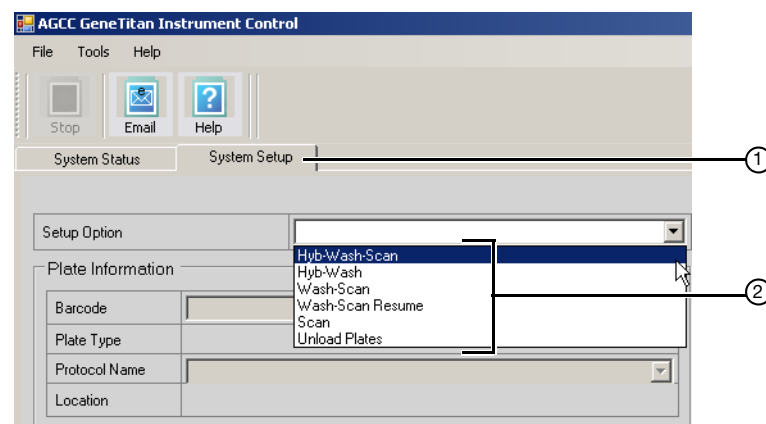 AGCC GeneTitan Instrument Control
File Tools Help
Stop Email Help
System Status System Setup
1
Setup Option
Hyb-Wash-Scan
Hyb-Wash
Wash-Scan
Wash-Scan Resume
Scan
Unload Plates
2
Plate Information
Barcode
Plate Type
Protocol Name
Location